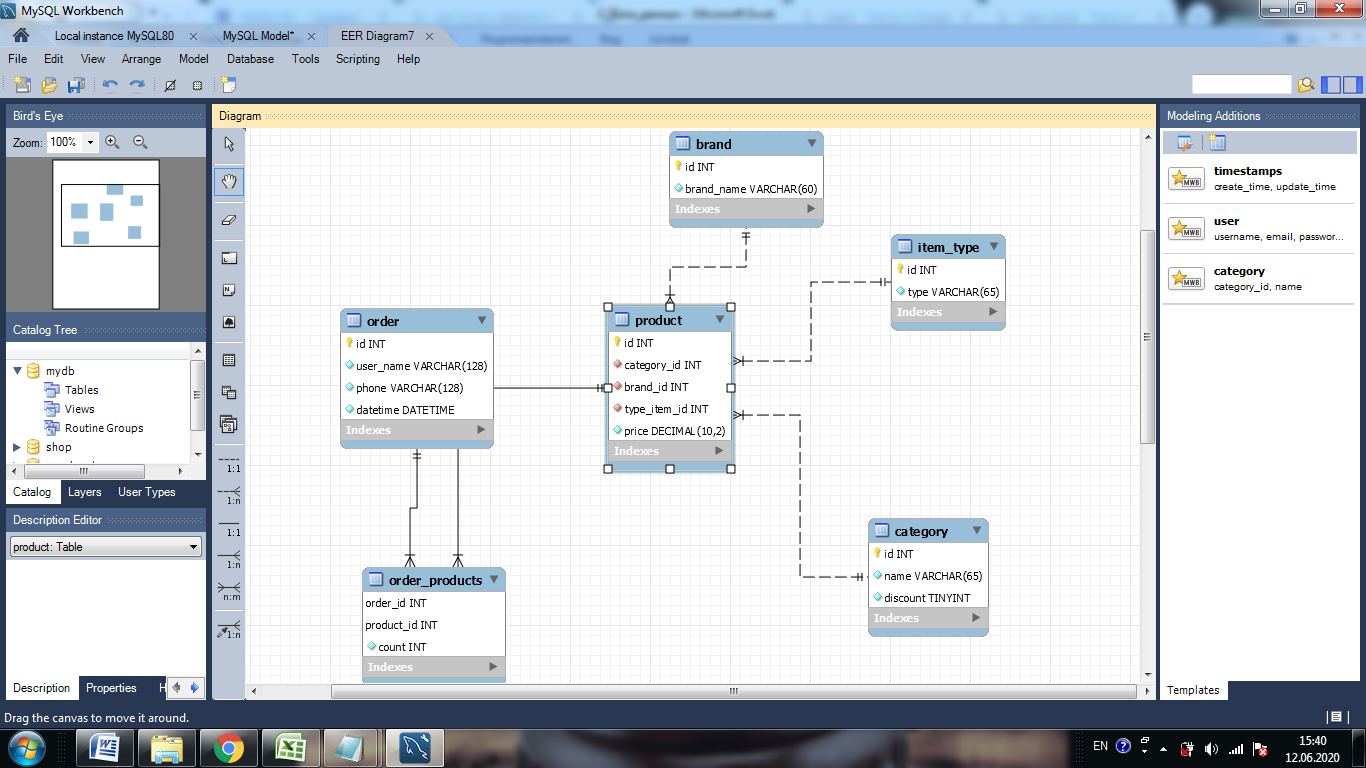 MySQL Workbench
Local instance MySQL80
MySQL Model*
EER Diagram7
File Edit View Arrange Model Database Tools Scripting Help
Bird's Eye
Zoom: 100%
Catalog Tree
mydb
Tables
Views
Routine Groups
shop
Catalog Layers User Types
Description Editor
product: Table
Description Properties H
Diagram
1:1
1:n
1:1
1:n
n:m
1:n
brand
id INT
brand_name VARCHAR(60)
Indexes
item_type
id INT
type VARCHAR(65)
Indexes
order
id INT
user_name VARCHAR(128)
phone VARCHAR(128)
datetime DATETIME
Indexes
product
id INT
category_id INT
brand_id INT
type_item_id INT
price DECIMAL(10,2)
Indexes
category
id INT
name VARCHAR(65)
discount TINYINT
Indexes
order_products
order_id INT
product_id INT
count INT
Indexes
Modeling Additions
MWB
timestamps
create_time, update_time
MWB
user
username, email, passwor...
MWB
category
category_id, name
Templates
Drag the canvas to move it around.
EN
15:40
12.06.2020